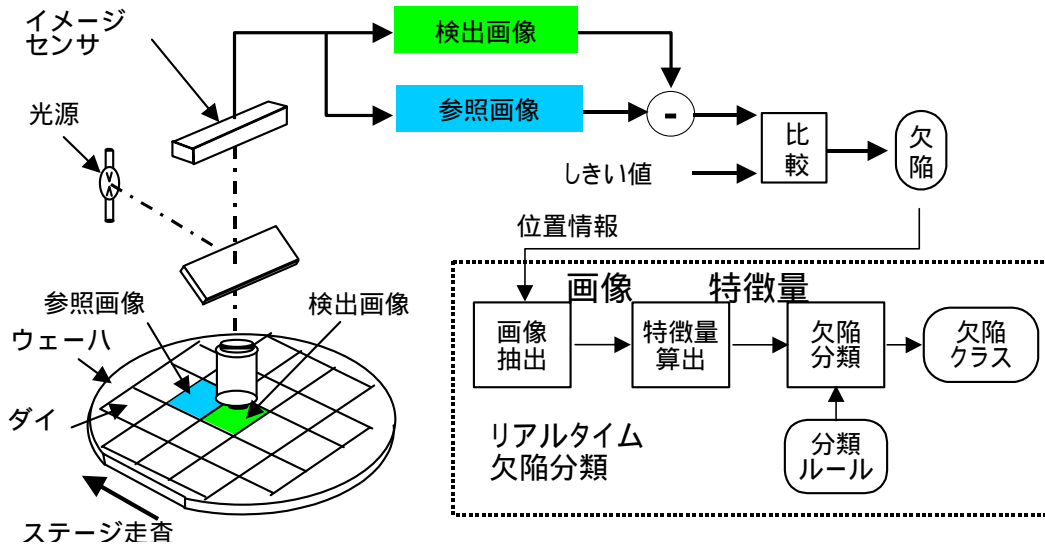 イメージ
センサ
検出画像
参照画像
-
光源
比
較
欠
陥
しきい値
位置情報
参照画像
検出画像
ウェーハ
ダイ
ステージ走査
画像
特徴量
画像
抽出
特徴量
算出
欠陥
分類
欠陥
クラス
分類
ルール
リアルタイム
欠陥分類